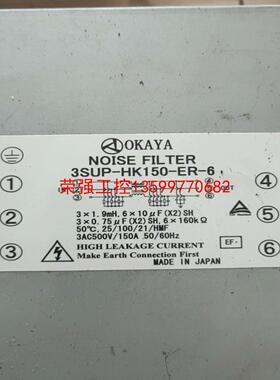 OKAYA
NOISE FILTER
3SUP-HK150-ER-6
荣强工控13599770682
3×1.9mH, 6×10μF (X2) SH
3×0.75μF (X2) SH, 6×160kΩ
50℃, 25/100/21/HMF
3AC500V/150A 50/60Hz
HIGH LEAKAGE CURRENT
Make Earth Connection First
MADE IN JAPAN
EF-
①
②
③
④
⑤
⑥